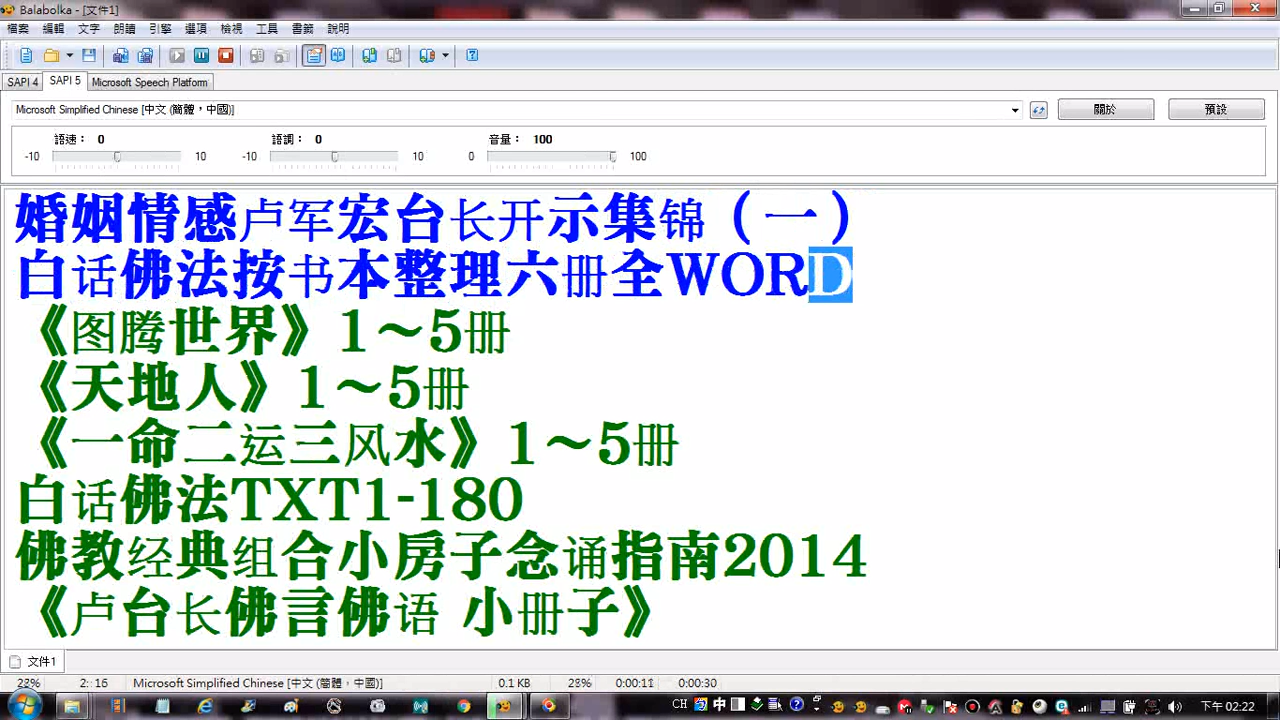 Balabolka - [文件1]
檔案 編輯 文字 朗讀 引擎 選項 檢視 工具 書籤 說明
SAPI 4 SAPI 5 Microsoft Speech Platform
Microsoft Simplified Chinese [中文 (簡體，中國)] 關於 預設
語速： 0 語調： 0 音量： 100
-10 10 -10 10 0 100
婚姻情感卢军宏台长开示集锦（一）
白话佛法按书本整理六册全WORD
《图腾世界》1～5册
《天地人》1～5册
《一命二运三风水》1～5册
白话佛法TXT1-180
佛教经典组合小房子念诵指南2014
《卢台长佛言佛语 小册子》
文件1
28% 2: 16 Microsoft Simplified Chinese [中文 (簡體，中國)] 0.1 KB 28% 0:00:11 0:00:30
CH 中 下午 02:22